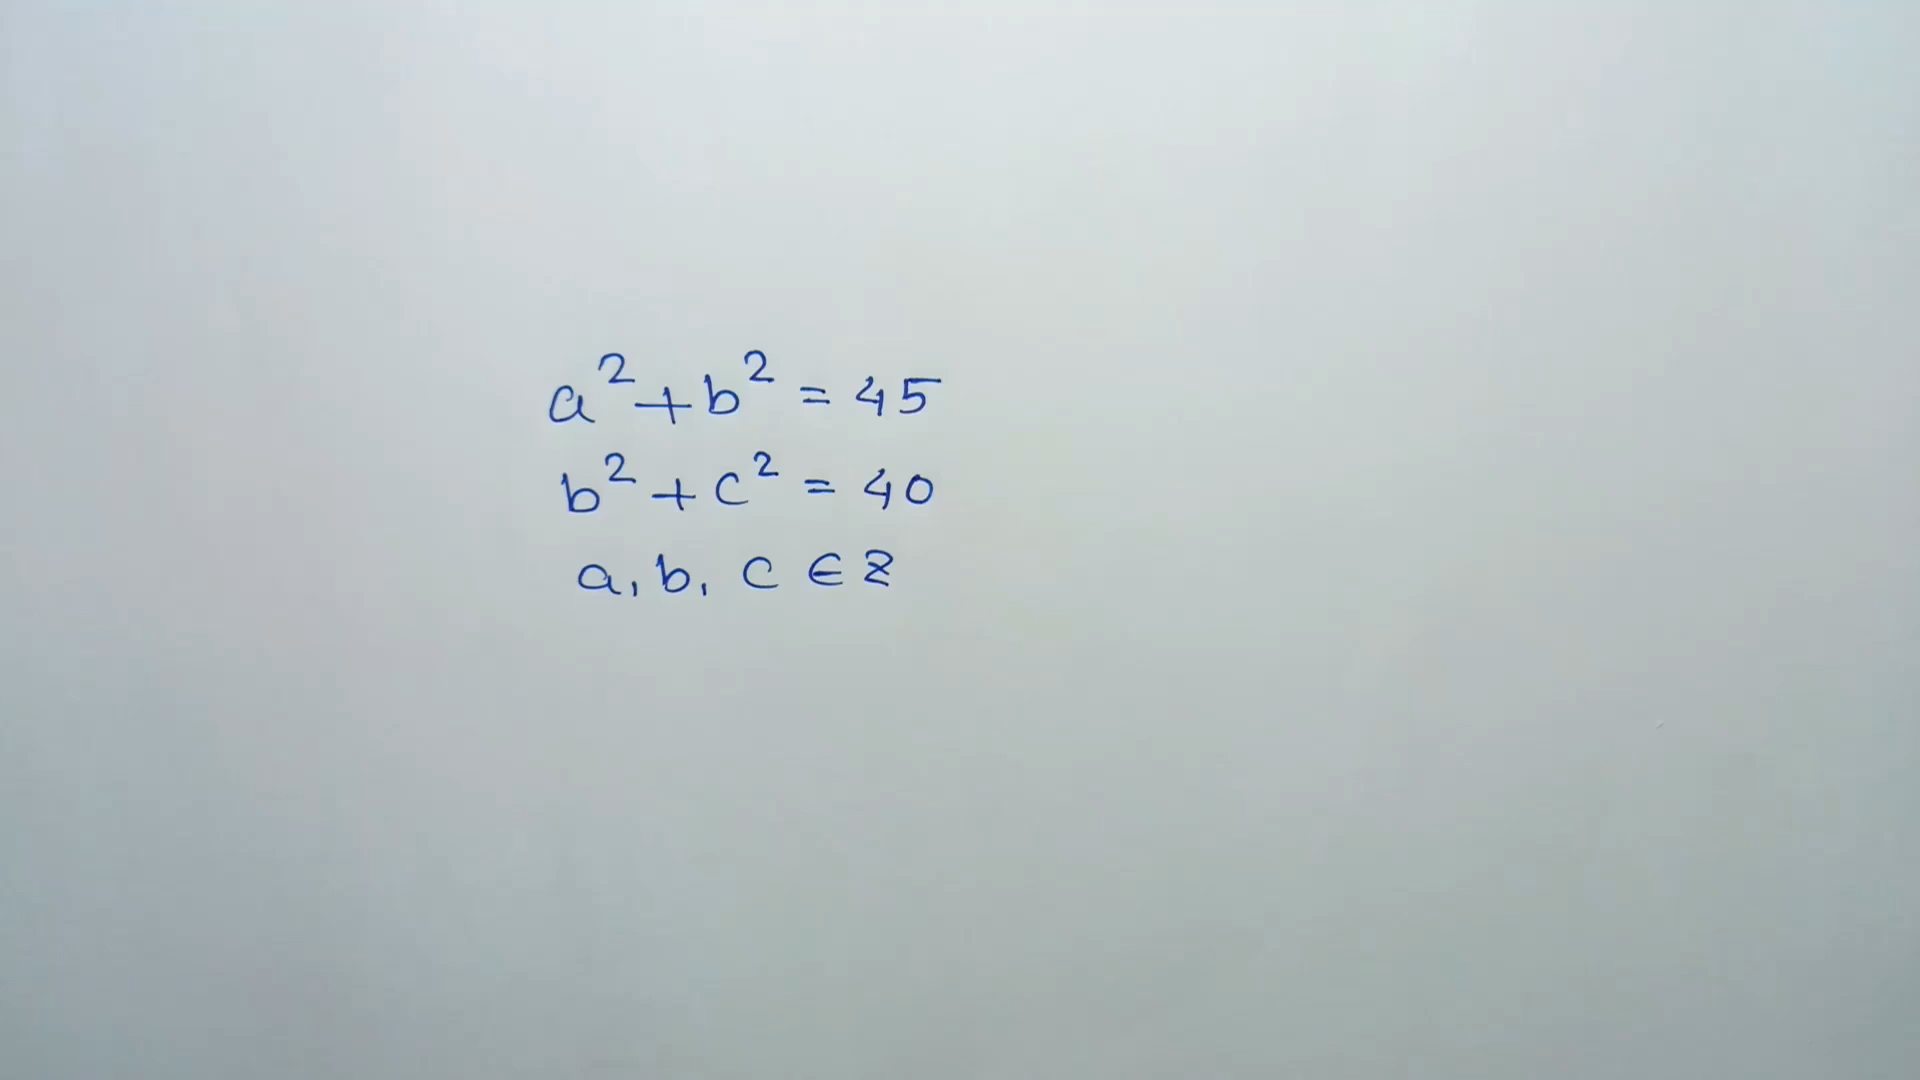 a² + b² = 45
b² + c² = 40
a, b, c ∈ Z